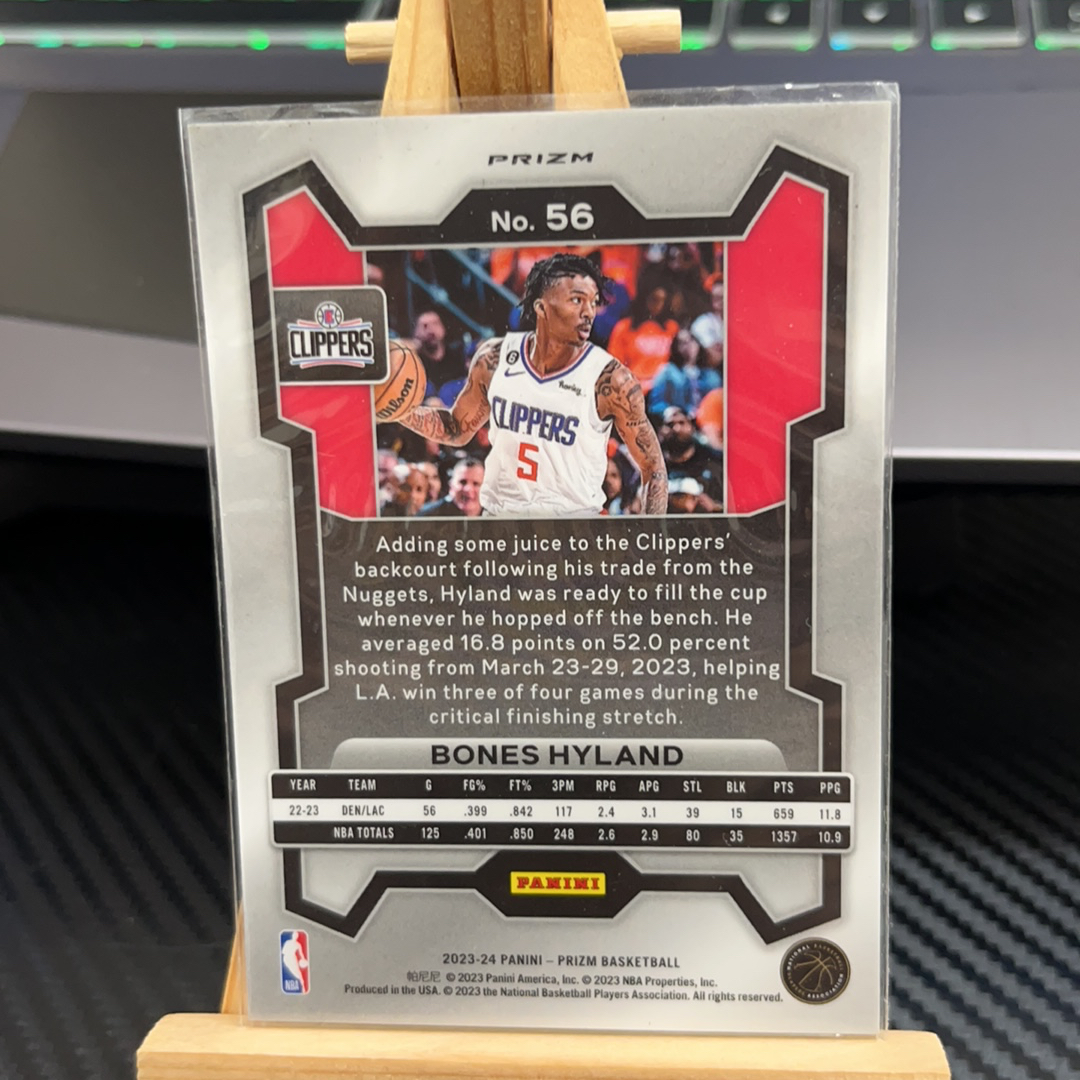 PRIZM
No. 56
CLIPPERS
Wilson
6
CLIPPERS
5
Adding some juice to the Clippers'
backcourt following his trade from the
Nuggets, Hyland was ready to fill the cup
whenever he hopped off the bench. He
averaged 16.8 points on 52.0 percent
shooting from March 23-29, 2023, helping
L.A. win three of four games during the
critical finishing stretch.
BONES HYLAND
YEAR TEAM G FG% FT% 3PM RPG APG STL BLK PTS PPG
22-23 DEN/LAC 56 .399 .842 117 2.4 3.1 39 15 659 11.8
NBA TOTALS 125 .401 .850 248 2.6 2.9 80 35 1357 10.9
PANINI
NBA
2023-24 PANINI – PRIZM BASKETBALL
帕尼尼 © 2023 Panini America, Inc. © 2023 NBA Properties, Inc.
Produced in the USA. © 2023 the National Basketball Players Association. All rights reserved.
NATIONAL BASKETBALL
PLAYERS ASSOCIATION